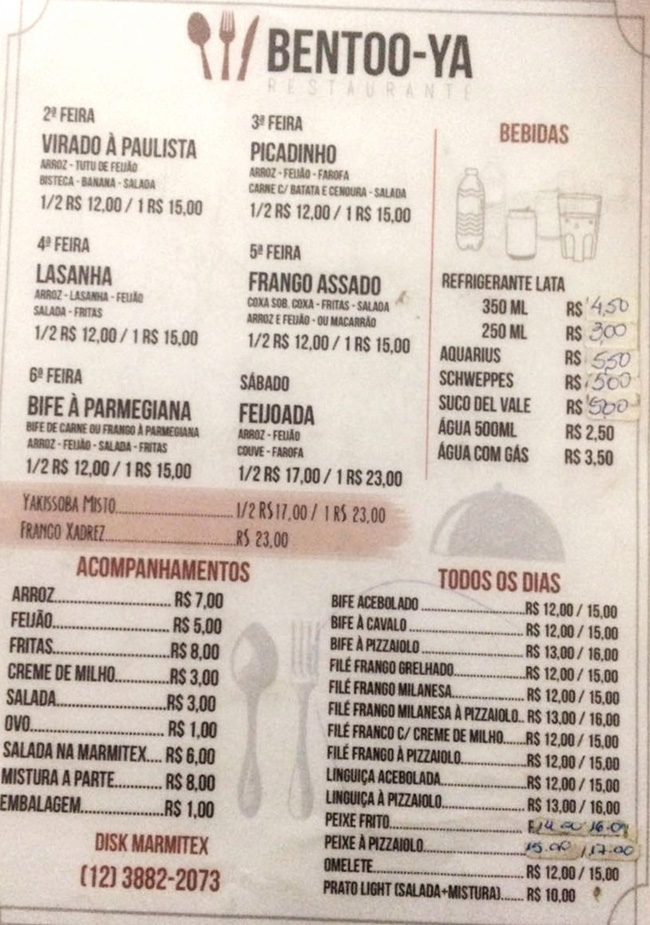 BENTOO-YA
RESTAURANTE
2ª FEIRA
VIRADO À PAULISTA
ARROZ - TUTU DE FEIJÃO
BISTECA - BANANA - SALADA
1/2 R$ 12,00 / 1 R$ 15,00
3ª FEIRA
PICADINHO
ARROZ - FEIJÃO - FAROFA
CARNE C/ BATATA E CENOURA - SALADA
1/2 R$ 12,00 / 1 R$ 15,00
4ª FEIRA
LASANHA
ARROZ - LASANHA - FEIJÃO
SALADA - FRITAS
1/2 R$ 12,00 / 1 R$ 15,00
5ª FEIRA
FRANGO ASSADO
COXA SOB. COXA - FRITAS - SALADA
ARROZ E FEIJÃO - OU MACARRÃO
1/2 R$ 12,00 / 1 R$ 15,00
6ª FEIRA
BIFE À PARMEGIANA
BIFE DE CARNE OU FRANGO À PARMEGIANA
ARROZ - FEIJÃO - SALADA - FRITAS
1/2 R$ 12,00 / 1 R$ 15,00
SÁBADO
FEIJOADA
ARROZ - FEIJÃO
COUVE - FAROFA
1/2 R$ 17,00 / 1 R$ 23,00
BEBIDAS
REFRIGERANTE LATA
350 ML R$ 4,50
250 ML R$ 3,00
AQUARIUS R$ 5,50
SCHWEPPES R$ 5,00
SUCO DEL VALE R$ 5,00
ÁGUA 500ML R$ 2,50
ÁGUA COM GÁS R$ 3,50
YAKISSOBA MISTO..................1/2 R$ 17,00 / 1 R$ 23,00
FRANGO XADREZ..................R$ 23,00
ACOMPANHAMENTOS
ARROZ.................. R$ 7,00
FEIJÃO.................. R$ 5,00
FRITAS.................. R$ 8,00
CREME DE MILHO.......... R$ 3,00
SALADA..................R$ 3,00
OVO.................. R$ 1,00
SALADA NA MARMITEX.... R$ 6,00
MISTURA A PARTE.......... R$ 8,00
EMBALAGEM..................R$ 1,00
DISK MARMITEX
(12) 3882-2073
TODOS OS DIAS
BIFE ACEBOLADO ..................R$ 12,00 / 15,00
BIFE À CAVALO .................. R$ 12,00 / 15,00
BIFE À PIZZAIOLO .................. R$ 13,00 / 16,00
FILÉ FRANGO GRELHADO.............R$ 12,00 / 15,00
FILÉ FRANGO MILANESA............. R$ 12,00 / 15,00
FILÉ FRANGO MILANESA À PIZZAIOLO.. R$ 13,00 / 16,00
FILÉ FRANCO C/ CREME DE MILHO......R$ 12,00 / 15,00
FILÉ FRANGO À PIZZAIOLO............R$ 12,00 / 15,00
LINGUIÇA ACEBOLADA............R$ 12,00 / 15,00
LINGUIÇA À PIZZAIOLO............R$ 13,00 / 16,00
PEIXE FRITO.................. 14.00 16.00
PEIXE À PIZZAIOLO............ 15.00 / 17.00
OMELETE.................. R$ 12,00 / 15,00
PRATO LIGHT (SALADA+MISTURA)...... R$ 10,00